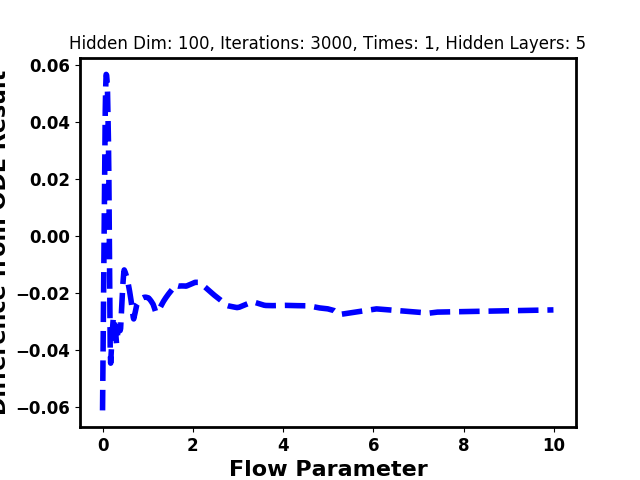 Hidden Dim: 100, Iterations: 3000, Times: 1, Hidden Layers: 5
Difference from ODE Result
0.06
0.04
0.02
0.00
−0.02
−0.04
−0.06
0 2 4 6 8 10
Flow Parameter